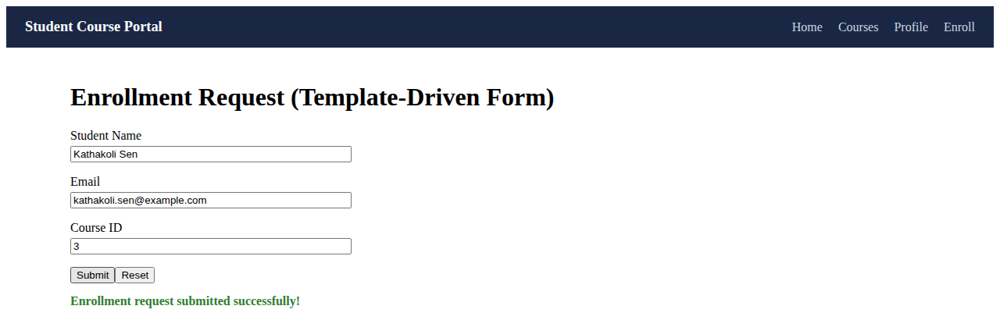 Student Course Portal
Home Courses Profile Enroll
Enrollment Request (Template-Driven Form)
Student Name
Kathakoli Sen
Email
kathakoli.sen@example.com
Course ID
3
Submit Reset
Enrollment request submitted successfully!